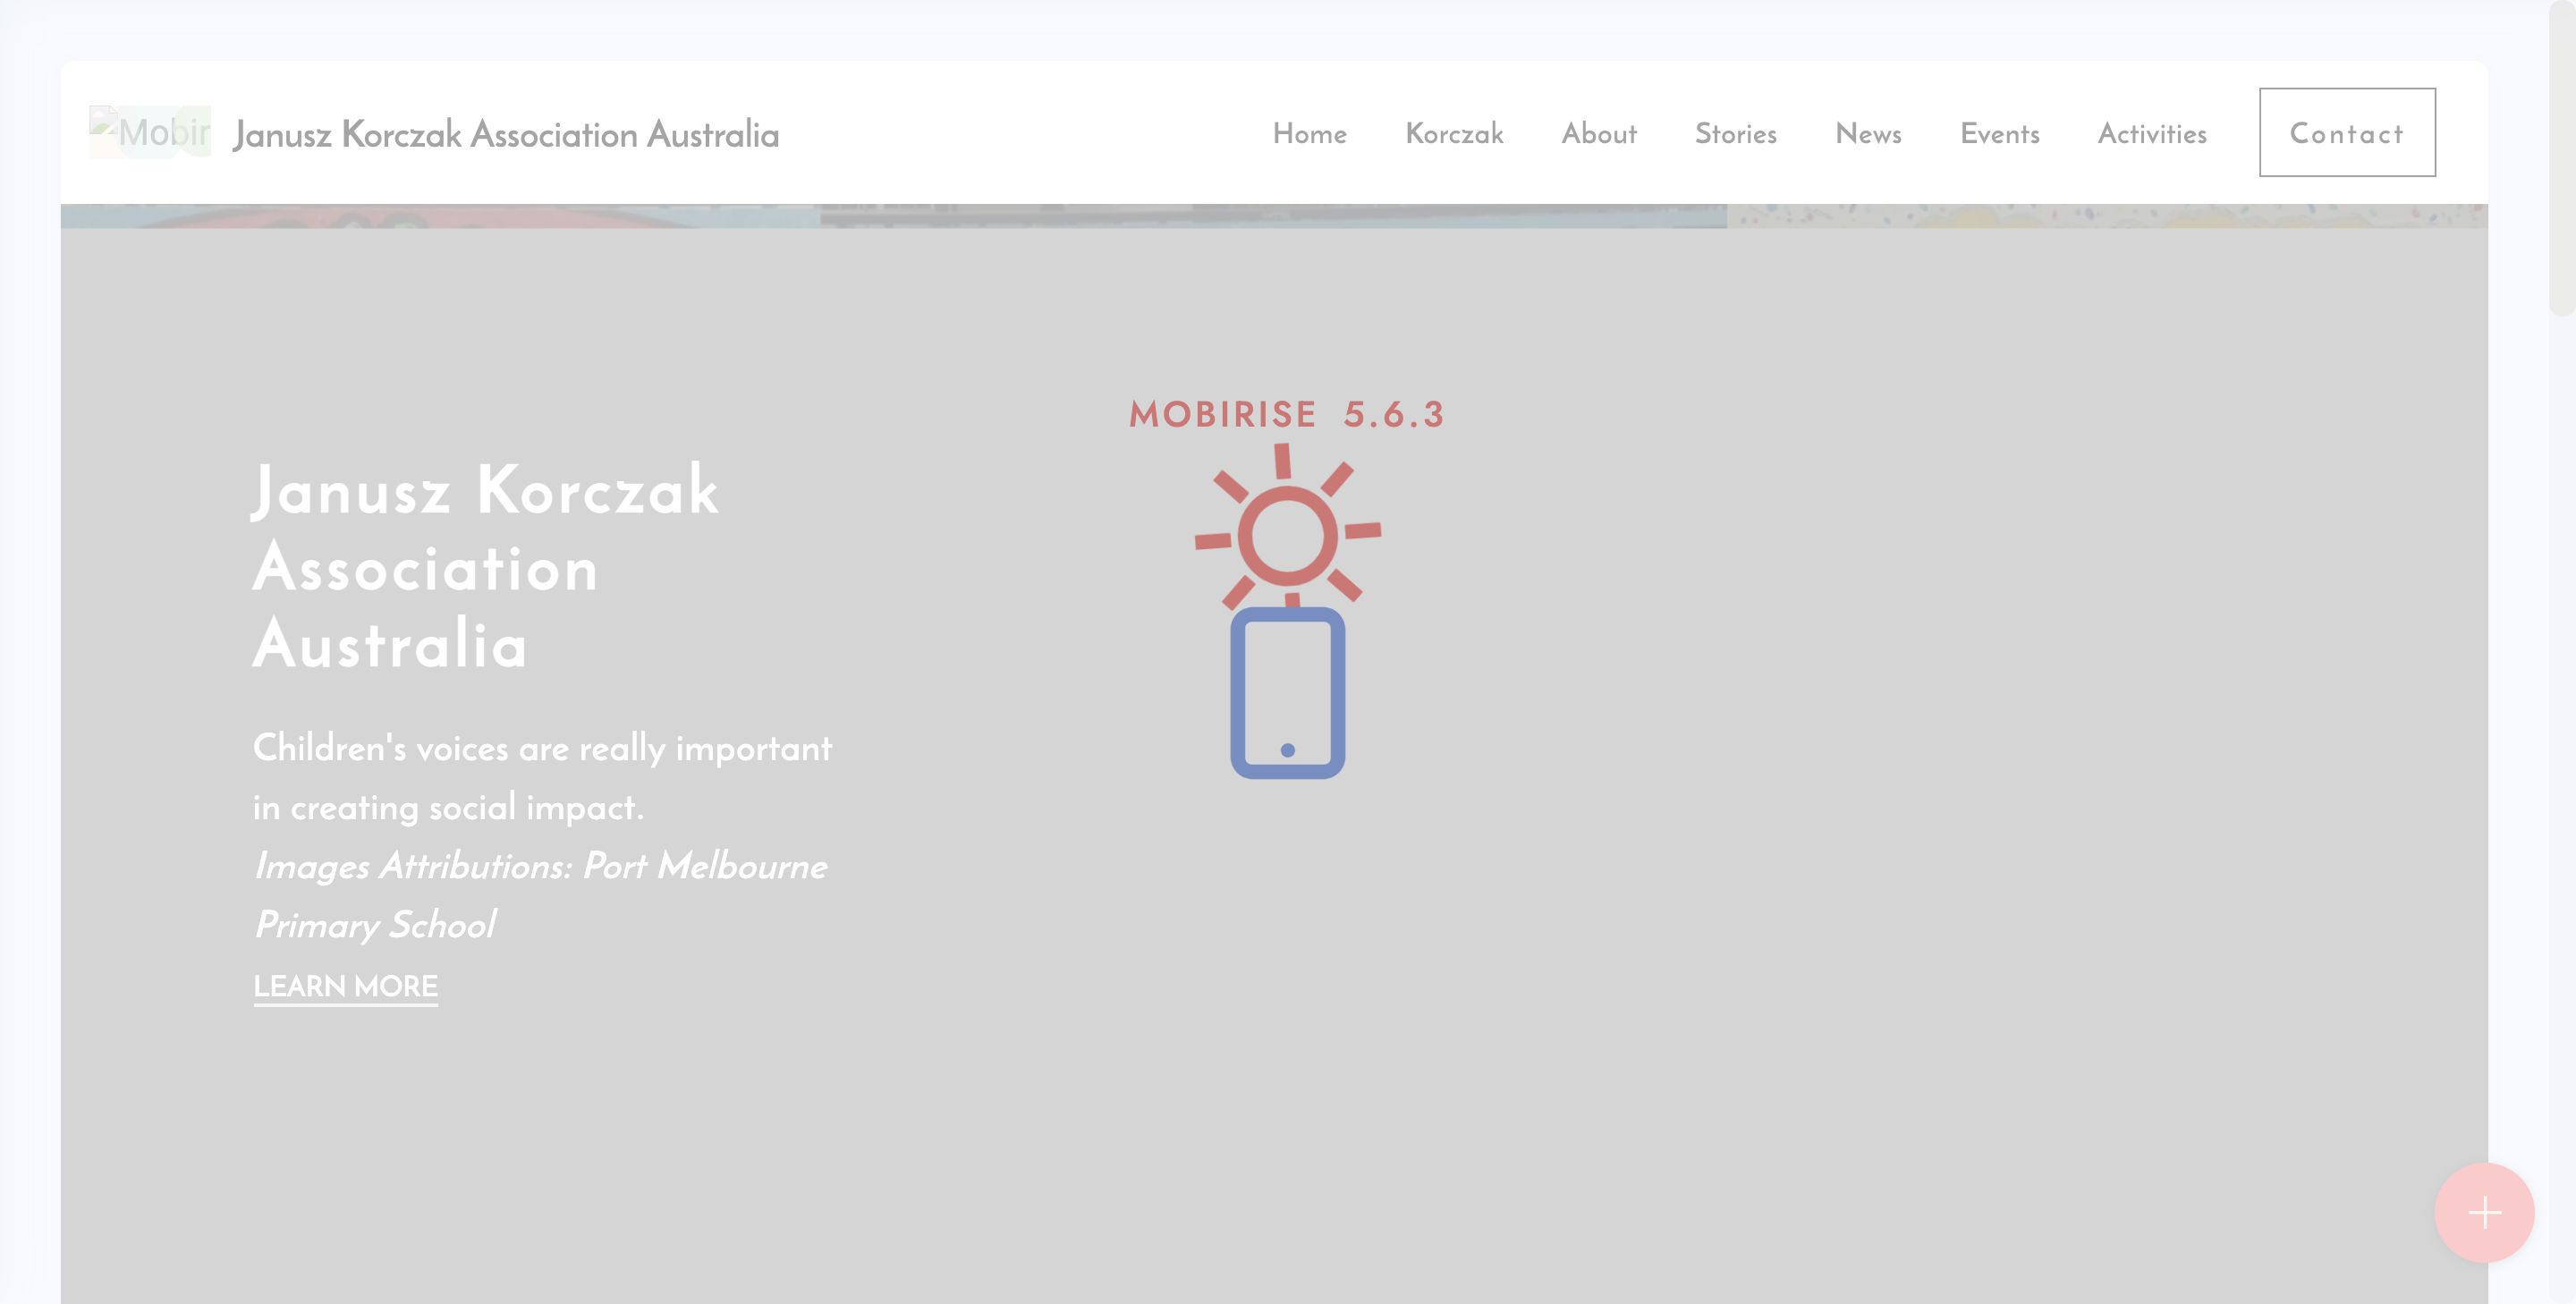 Mobir
Janusz Korczak Association Australia
Home Korczak About Stories News Events Activities Contact
MOBIRISE 5.6.3
Janusz Korczak
Association
Australia
Children's voices are really important
in creating social impact.
Images Attributions: Port Melbourne
Primary School
LEARN MORE